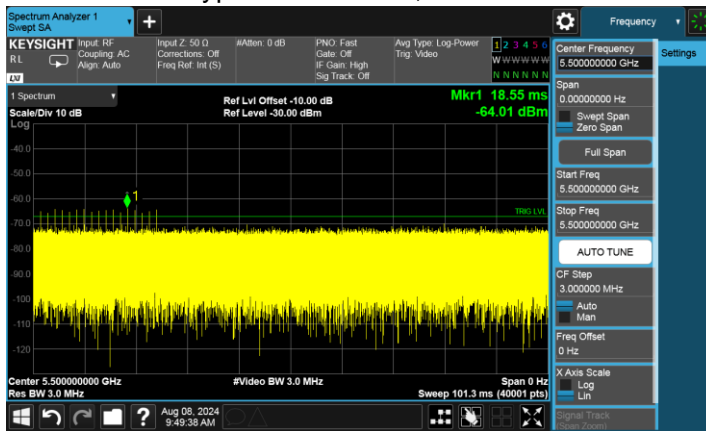 Spectrum Analyzer 1
Swept SA
+
Frequency
KEYSIGHT
RL
LXI
Input: RF
Coupling: AC
Align: Auto
Input Z: 50 Ω
Corrections: Off
Freq Ref: Int (S)
#Atten: 0 dB
PNO: Fast
Gate: Off
IF Gain: High
Sig Track: Off
Avg Type: Log-Power
Trig: Video
1 2 3 4 5 6
W W W W W W
N N N N N N
Center Frequency
5.500000000 GHz
Settings
Span
0.00000000 Hz
Swept Span
Zero Span
Full Span
Start Freq
5.500000000 GHz
Stop Freq
5.500000000 GHz
AUTO TUNE
CF Step
3.000000 MHz
Auto
Man
Freq Offset
0 Hz
X Axis Scale
Log
Lin
Signal Track
(Span Zoom)
1 Spectrum
Scale/Div 10 dB
Log
Ref Lvl Offset -10.00 dB
Ref Level -30.00 dBm
Mkr1 18.55 ms
-64.01 dBm
-40.0
-50.0
-60.0
1
TRIG LVL
-70.0
-80.0
-90.0
-100
-110
-120
Center 5.500000000 GHz
Res BW 3.0 MHz
#Video BW 3.0 MHz
Span 0 Hz
Sweep 101.3 ms (40001 pts)
?
Aug 08, 2024
9:49:38 AM